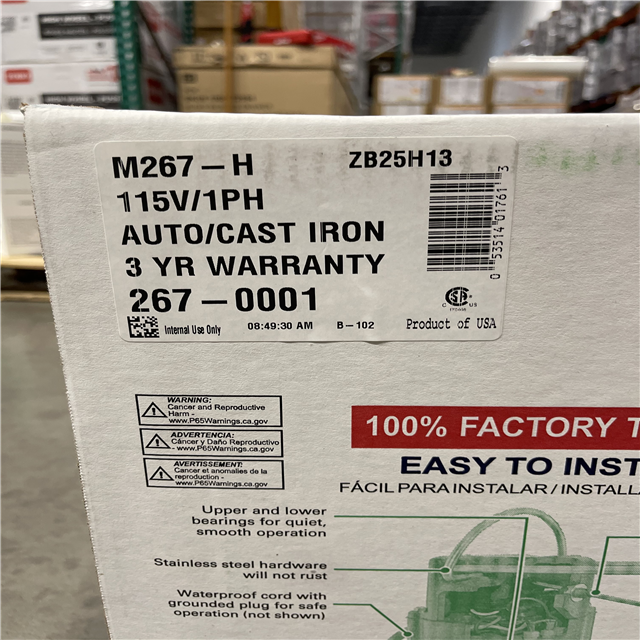 M267-H
ZB25H13
115V/1PH
AUTO/CAST IRON
3 YR WARRANTY
267-0001
0 53514 01761 3
Internal Use Only
08:49:30 AM
B-102
Product of USA
WARNING:
Cancer and Reproductive
Harm -
www.P65Warnings.ca.gov
ADVERTENCIA:
Cáncer y Daño Reproductivo
- www.P65Warnings.ca.gov
AVERTISSEMENT:
Cancer et anomalies de la
reproduction -
www.P65Warnings.ca.gov
100% FACTORY T
EASY TO INST
FÁCIL PARA INSTALAR / INSTALLA
Upper and lower
bearings for quiet,
smooth operation
Stainless steel hardware
will not rust
Waterproof cord with
grounded plug for safe
operation (not shown)